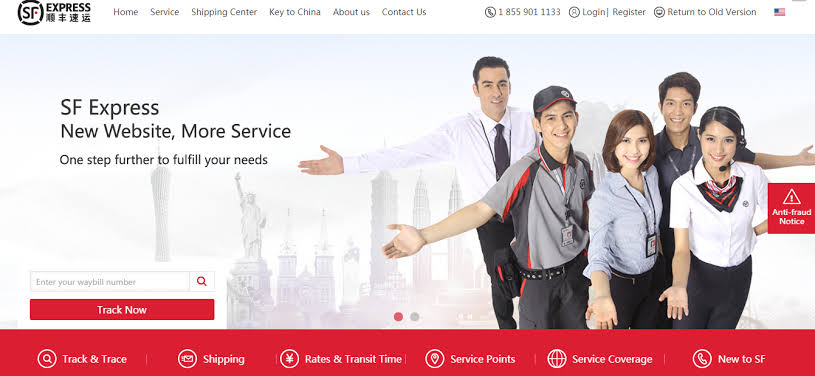 SF EXPRESS
顺丰速运
Home Service Shipping Center Key to China About us Contact Us
1 855 901 1133 Login | Register Return to Old Version
SF Express
New Website, More Service
One step further to fulfill your needs
Anti-fraud
Notice
Enter your waybill number
Track Now
Track & Trace Shipping Rates & Transit Time Service Points Service Coverage New to SF